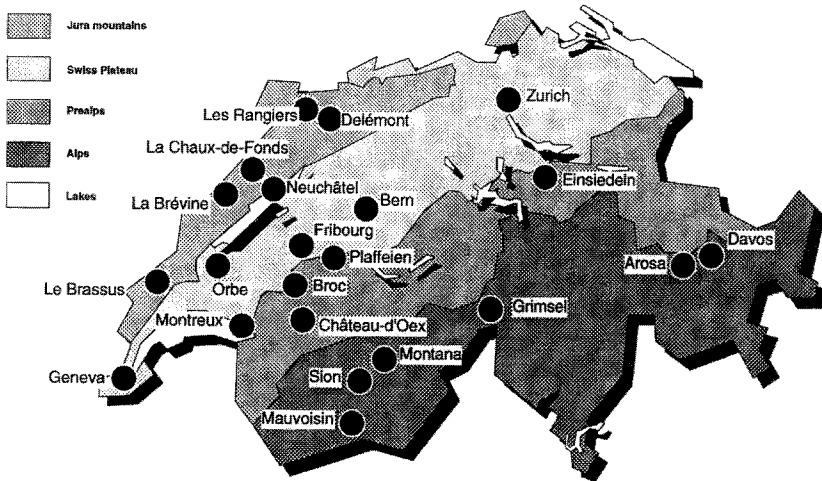 Jura mountains
Swiss Plateau
Prealps
Alps
Lakes
Zurich
Les Rangiers
Delémont
La Chaux-de-Fonds
Einsiedeln
Neuchâtel
La Brévine
Bern
Fribourg
Davos
Plaffeien
Arosa
Le Brassus
Orbe
Broc
Grimsel
Montreux
Château-d'Oex
Montana
Geneva
Sion
Mauvoisin